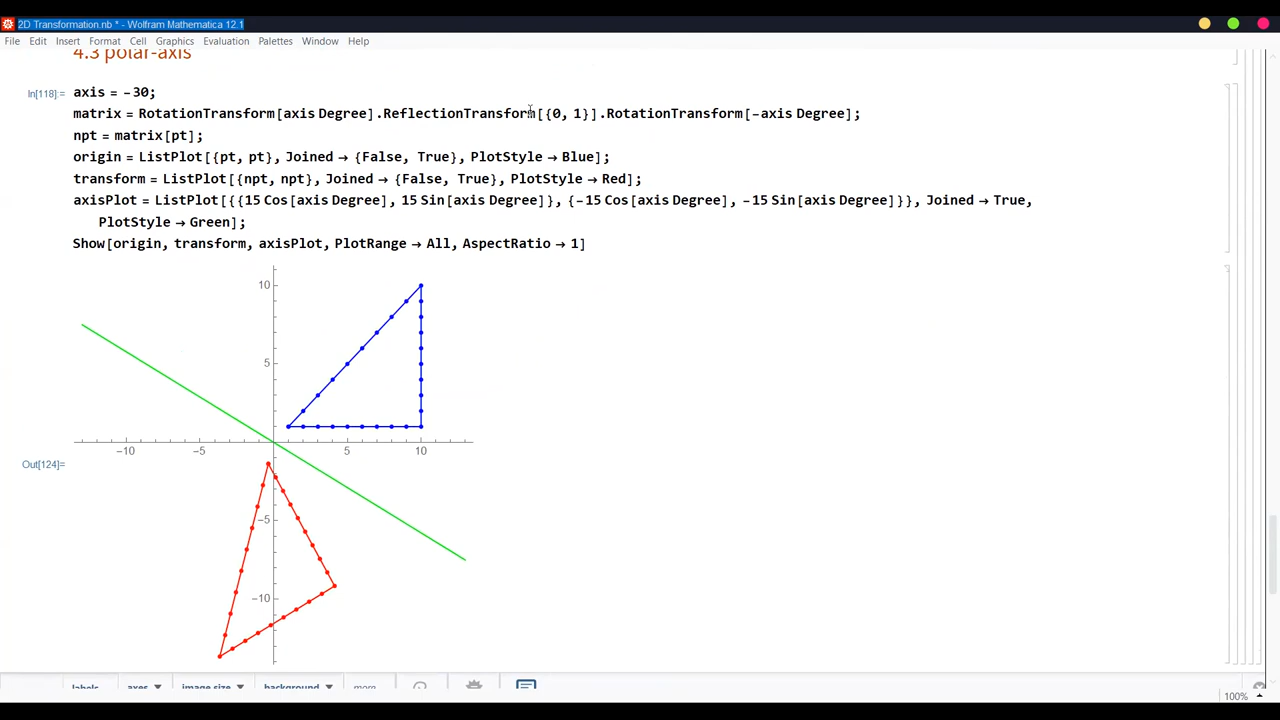 2D Transformation.nb * - Wolfram Mathematica 12.1
File Edit Insert Format Cell Graphics Evaluation Palettes Window Help
4.3 polar-axis
In[118]:= axis = -30;
matrix = RotationTransform[axis Degree].ReflectionTransform[{0, 1}].RotationTransform[-axis Degree];
npt = matrix[pt];
origin = ListPlot[{pt, pt}, Joined → {False, True}, PlotStyle → Blue];
transform = ListPlot[{npt, npt}, Joined → {False, True}, PlotStyle → Red];
axisPlot = ListPlot[{{15 Cos[axis Degree], 15 Sin[axis Degree]}, {-15 Cos[axis Degree], -15 Sin[axis Degree]}}, Joined → True,
PlotStyle → Green];
Show[origin, transform, axisPlot, PlotRange → All, AspectRatio → 1]
10
5
-10 -5 5 10
Out[124]=
-5
-10
labels axes image size background more...
100%